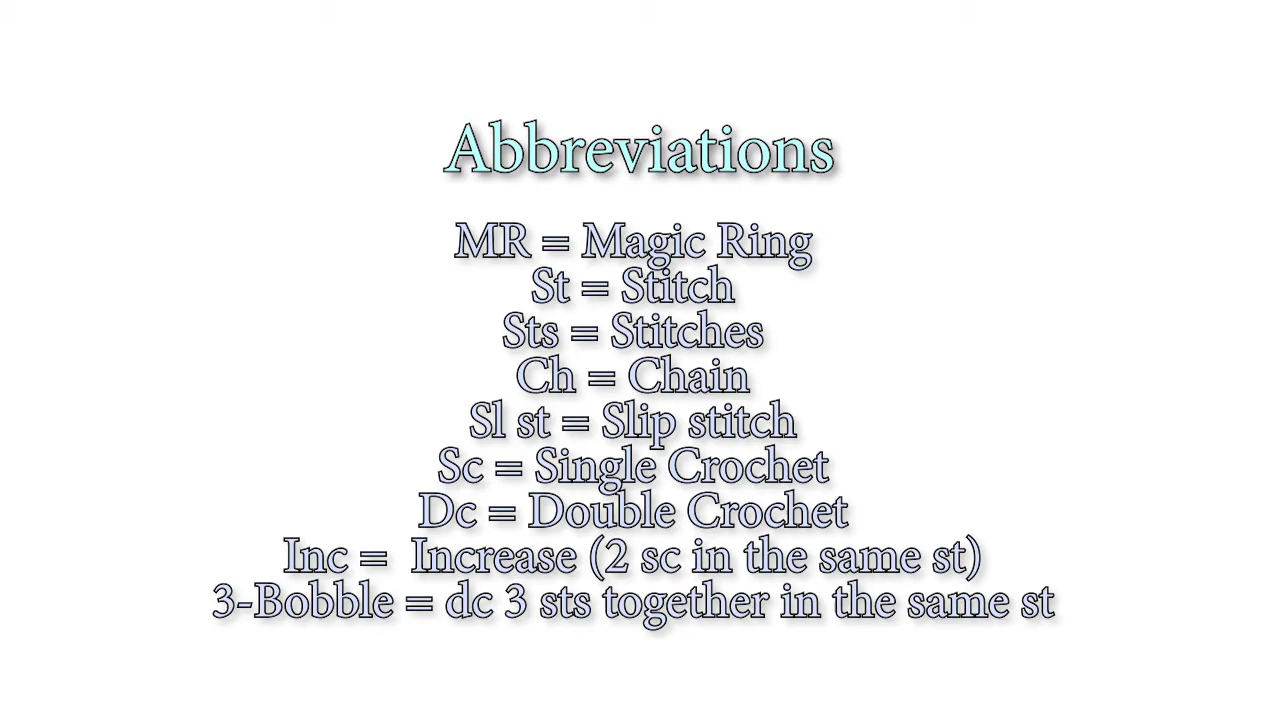 Abbreviations
MR = Magic Ring
St = Stitch
Sts = Stitches
Ch = Chain
Sl st = Slip stitch
Sc = Single Crochet
Dc = Double Crochet
Inc = Increase (2 sc in the same st)
3-Bobble = dc 3 sts together in the same st